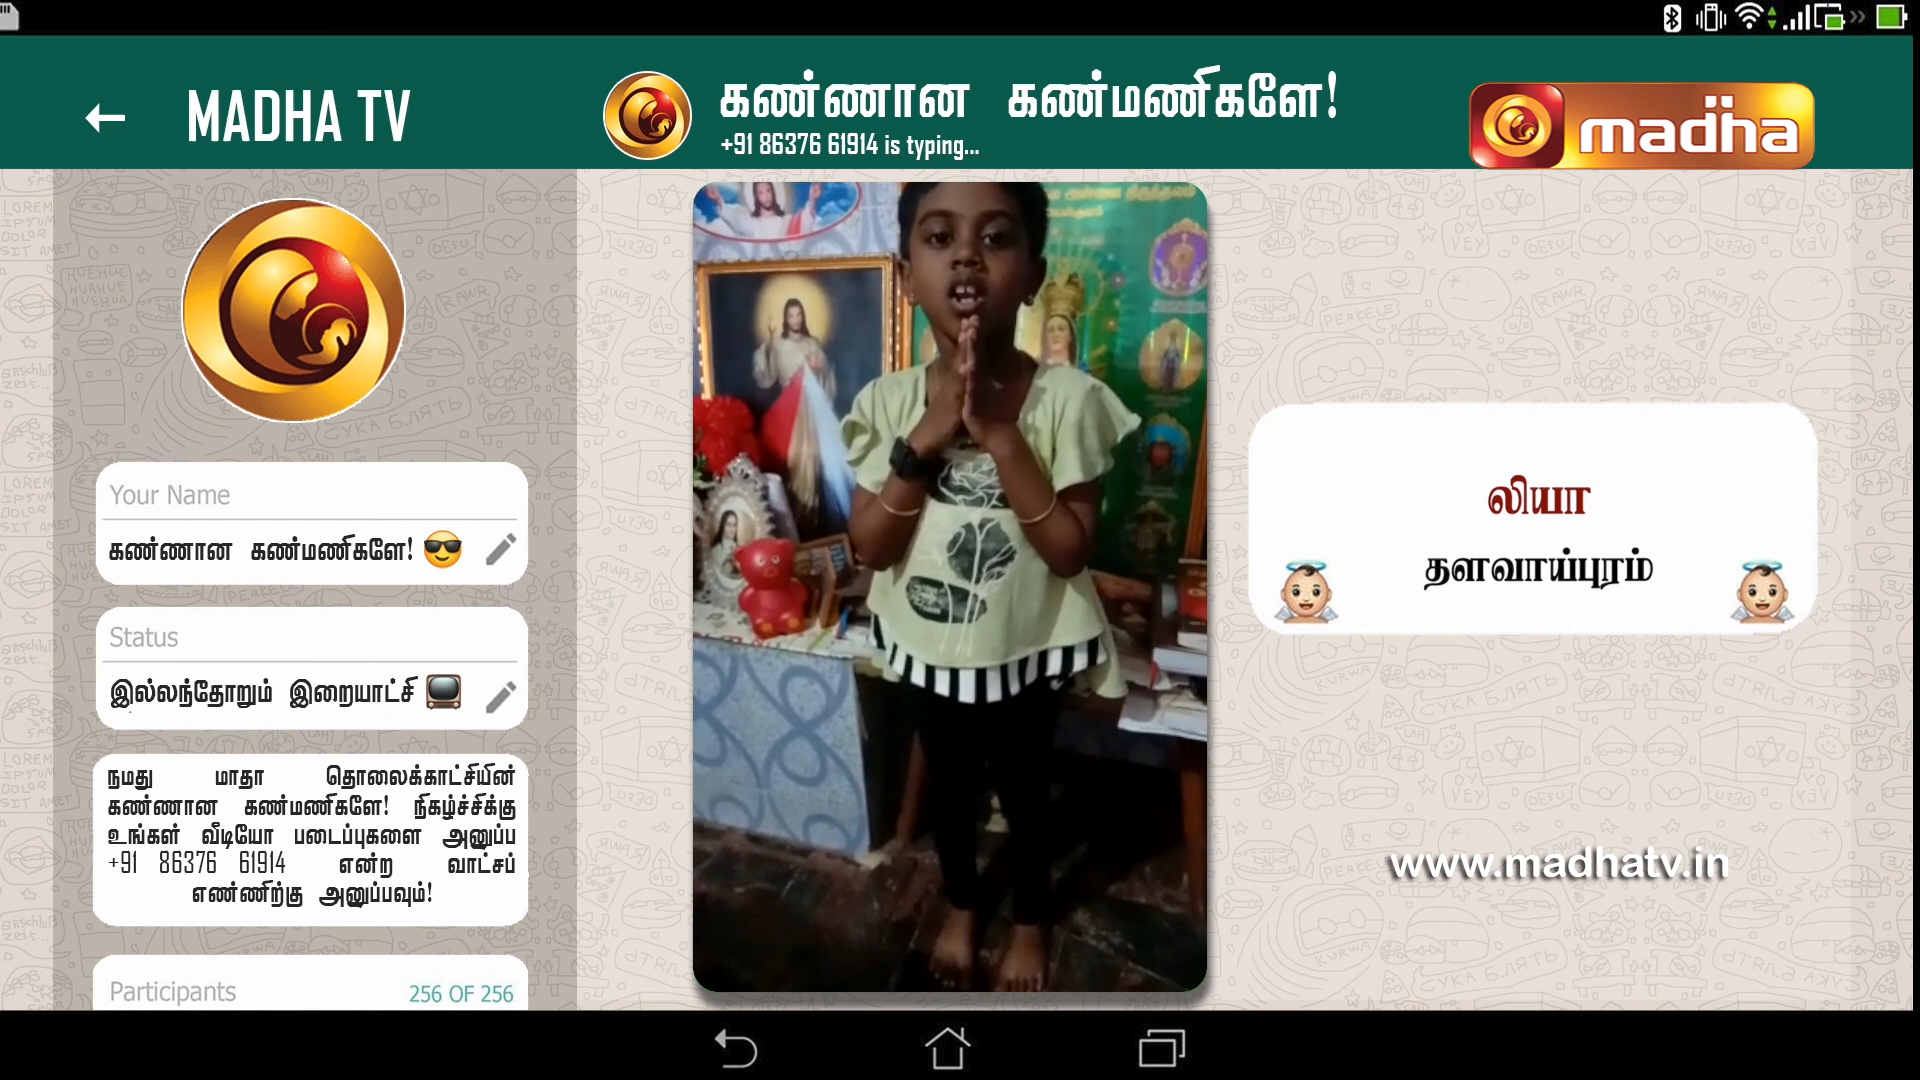 MADHA TV
கண்ணான கண்மணிகளே!
+91 86376 61914 is typing...
madha
Your Name
கண்ணான கண்மணிகளே!
Status
இல்லந்தோறும் இறையாட்சி
நமது மாதா தொலைக்காட்சியின்
கண்ணான கண்மணிகளே! நிகழ்ச்சிக்கு
உங்கள் வீடியோ படைப்புகளை அனுப்ப
+91 86376 61914 என்ற வாட்சப்
எண்ணிற்கு அனுப்பவும்!
Participants
256 OF 256
லியா
தளவாய்புரம்
www.madhatv.in